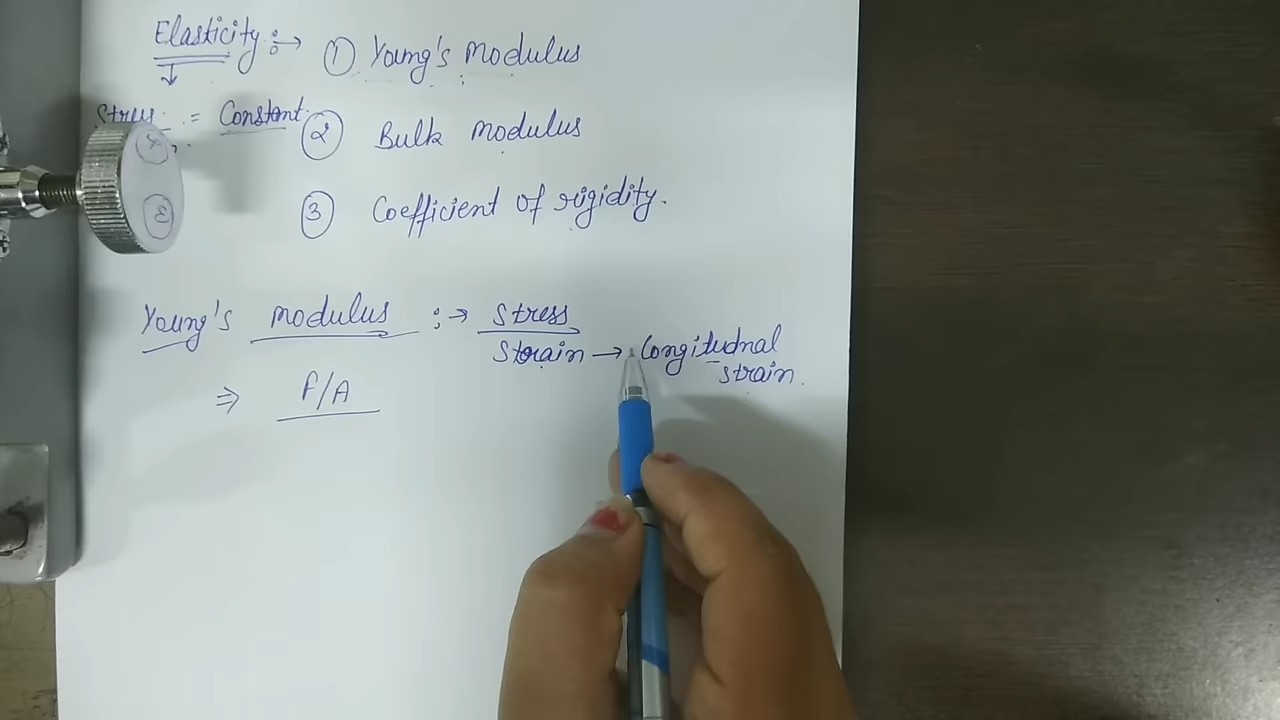 Elasticity :→ ① Young's modulus
↓
Stress = Constant.
② Bulk modulus
③ Coefficient of rigidity.
Young's modulus :→ Stress
Strain → Longitudnal
strain.
⇒ F/A